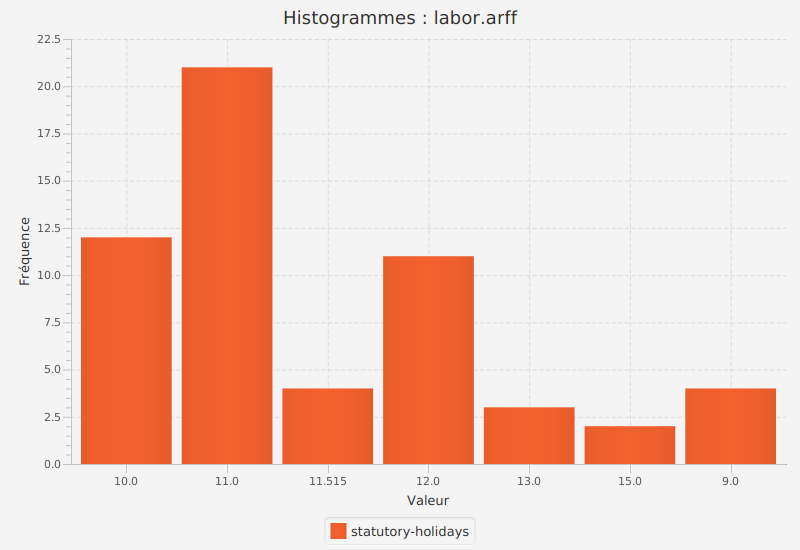 Histogrammes : labor.arff
22.5
20.0
17.5
15.0
12.5
10.0
7.5
5.0
2.5
0.0
Fréquence
10.0 11.0 11.515 12.0 13.0 15.0 9.0
Valeur
statutory-holidays